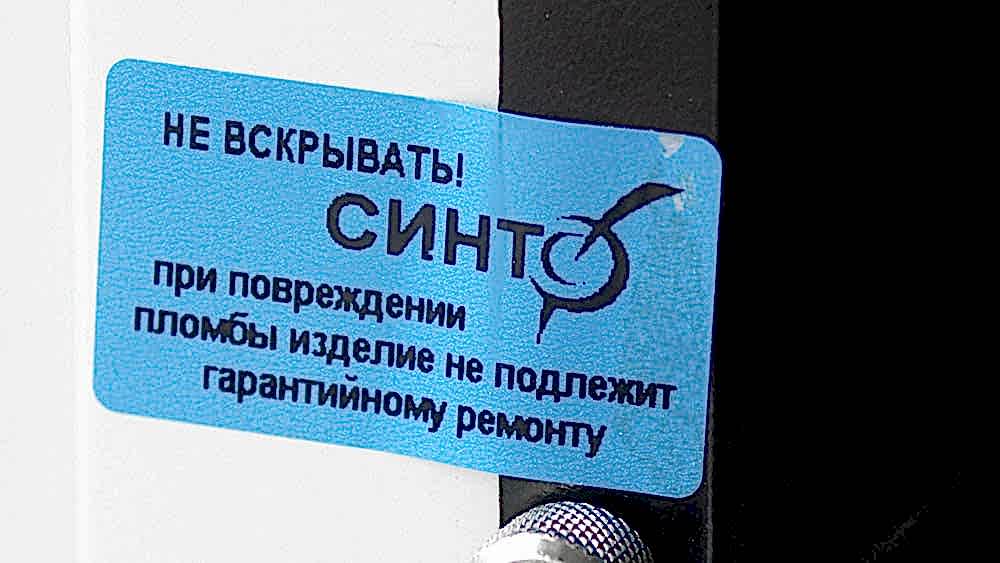 НЕ ВСКРЫВАТЬ!
СИНТО
при повреждении
пломбы изделие не подлежит
гарантийному ремонту